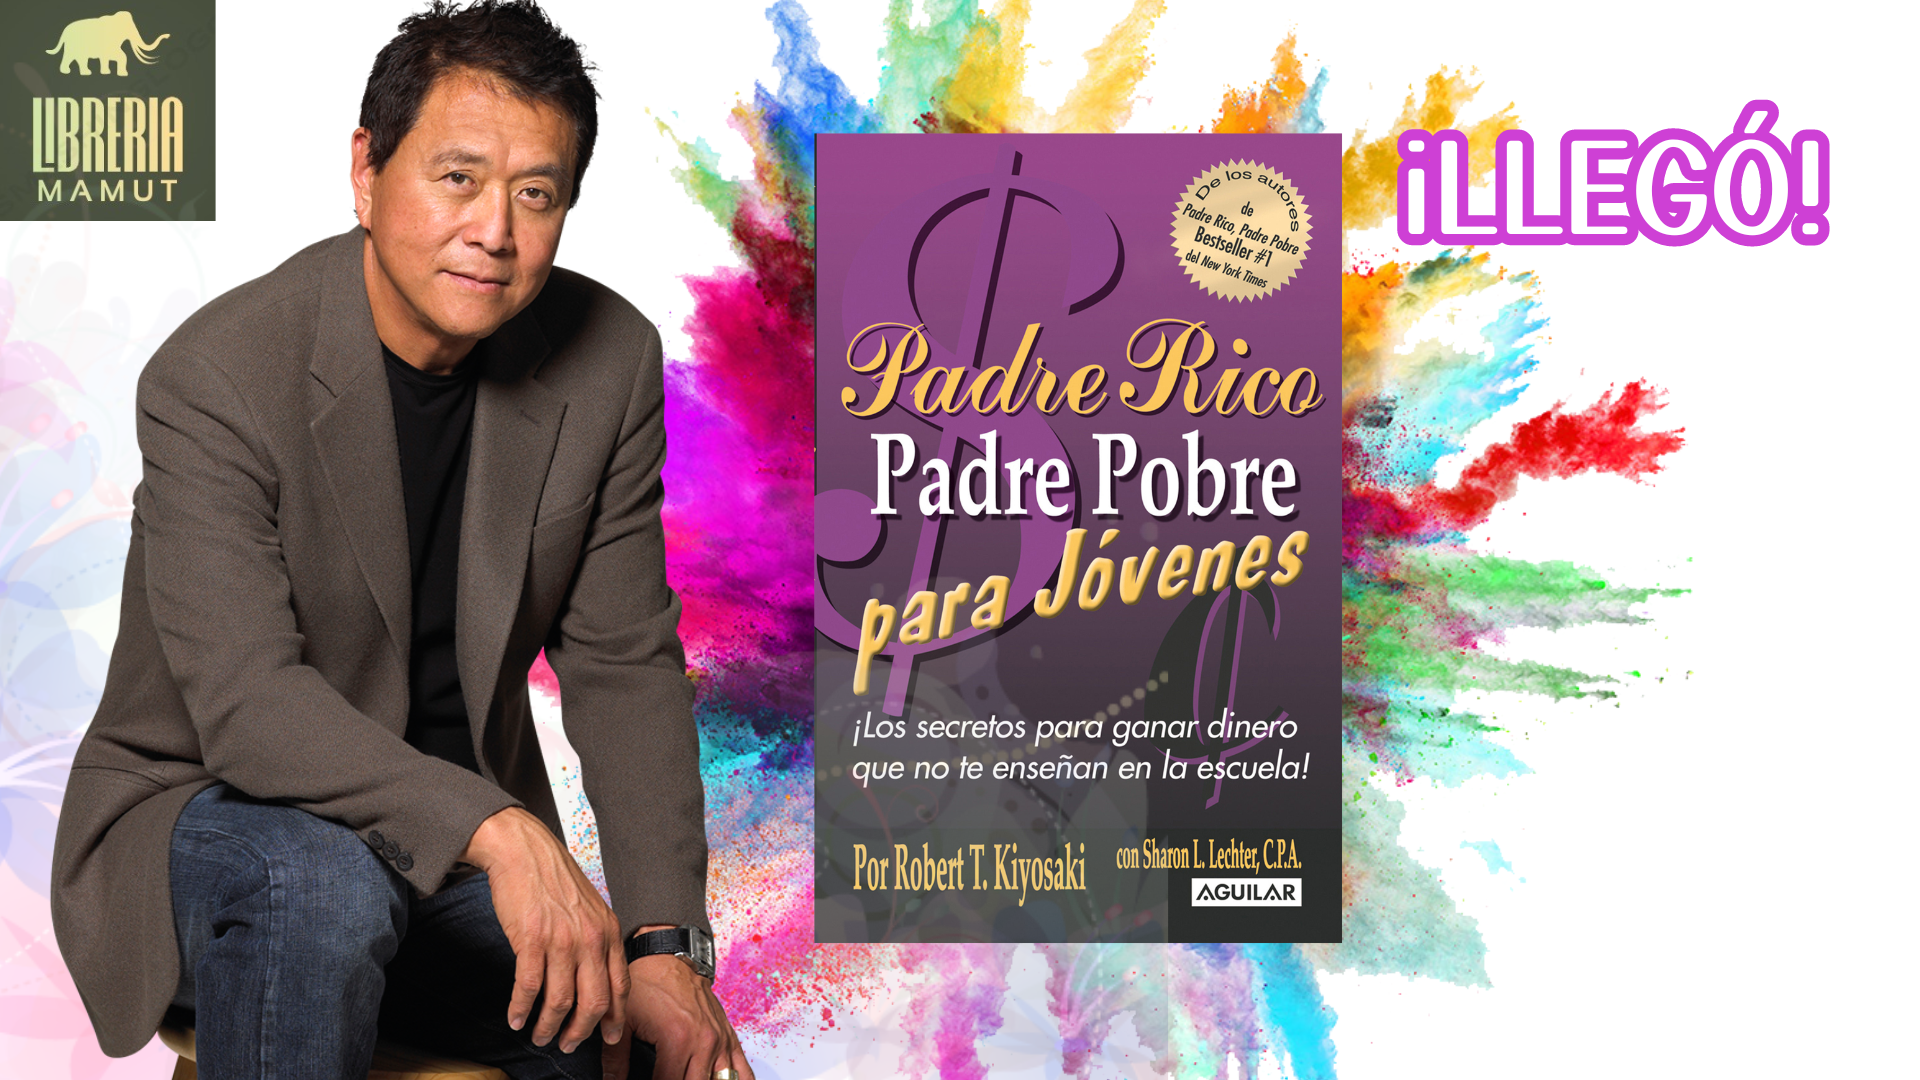 LIBRERIA
MAMUT
¡LLEGÓ!
De los autores
de
Padre Rico, Padre Pobre
Bestseller #1
del New York Times
Padre Rico
Padre Pobre
para Jóvenes
¡Los secretos para ganar dinero
que no te enseñan en la escuela!
Por Robert T. Kiyosaki
con Sharon L. Lechter, C.P.A.
AGUILAR